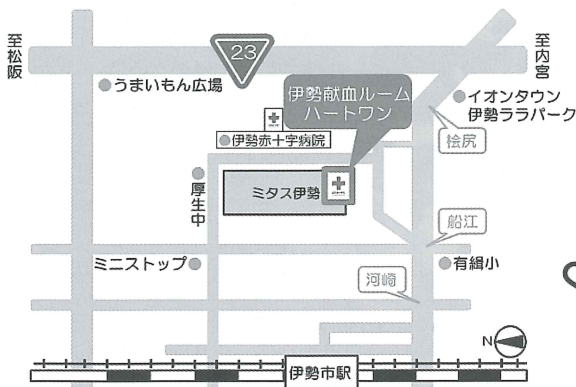 至松阪
23
至内宮
うまいもん広場
伊勢献血ルーム
ハートワン
イオンタウン
伊勢ララパーク
伊勢赤十字病院
桧尻
厚生中
ミタス伊勢
船江
ミニストップ
有緝小
河崎
N
伊勢市駅